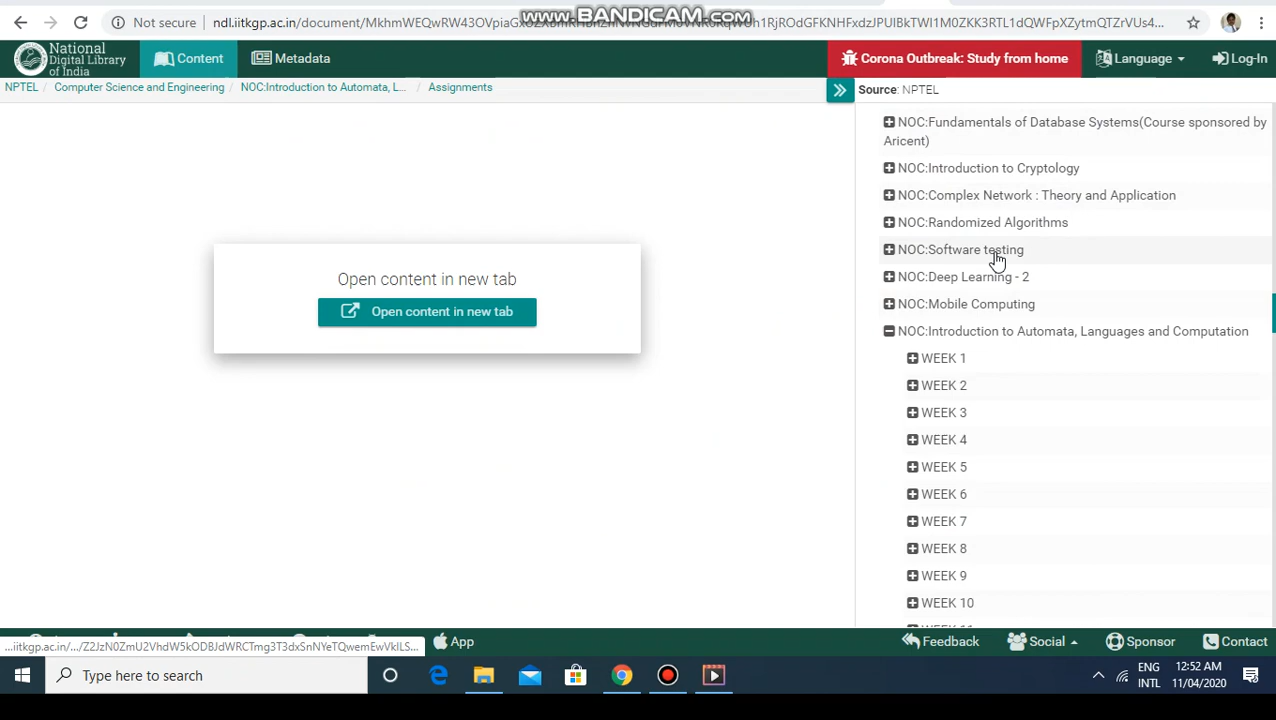 www.BANDICAM.com
Not secure
National
Digital Library
of India
Content
Metadata
Corona Outbreak: Study from home
Language
Log-In
NPTEL
Computer Science and Engineering
NOC:Introduction to Automata, L...
Assignments
Source: NPTEL
NOC:Fundamentals of Database Systems(Course sponsored by
Aricent)
NOC:Introduction to Cryptology
NOC:Complex Network : Theory and Application
NOC:Randomized Algorithms
NOC:Software testing
NOC:Deep Learning - 2
NOC:Mobile Computing
NOC:Introduction to Automata, Languages and Computation
WEEK 1
WEEK 2
WEEK 3
WEEK 4
WEEK 5
WEEK 6
WEEK 7
WEEK 8
WEEK 9
WEEK 10
Open content in new tab
Open content in new tab
App
Feedback
Social
Sponsor
Contact
Type here to search
ENG
INTL
12:52 AM
11/04/2020